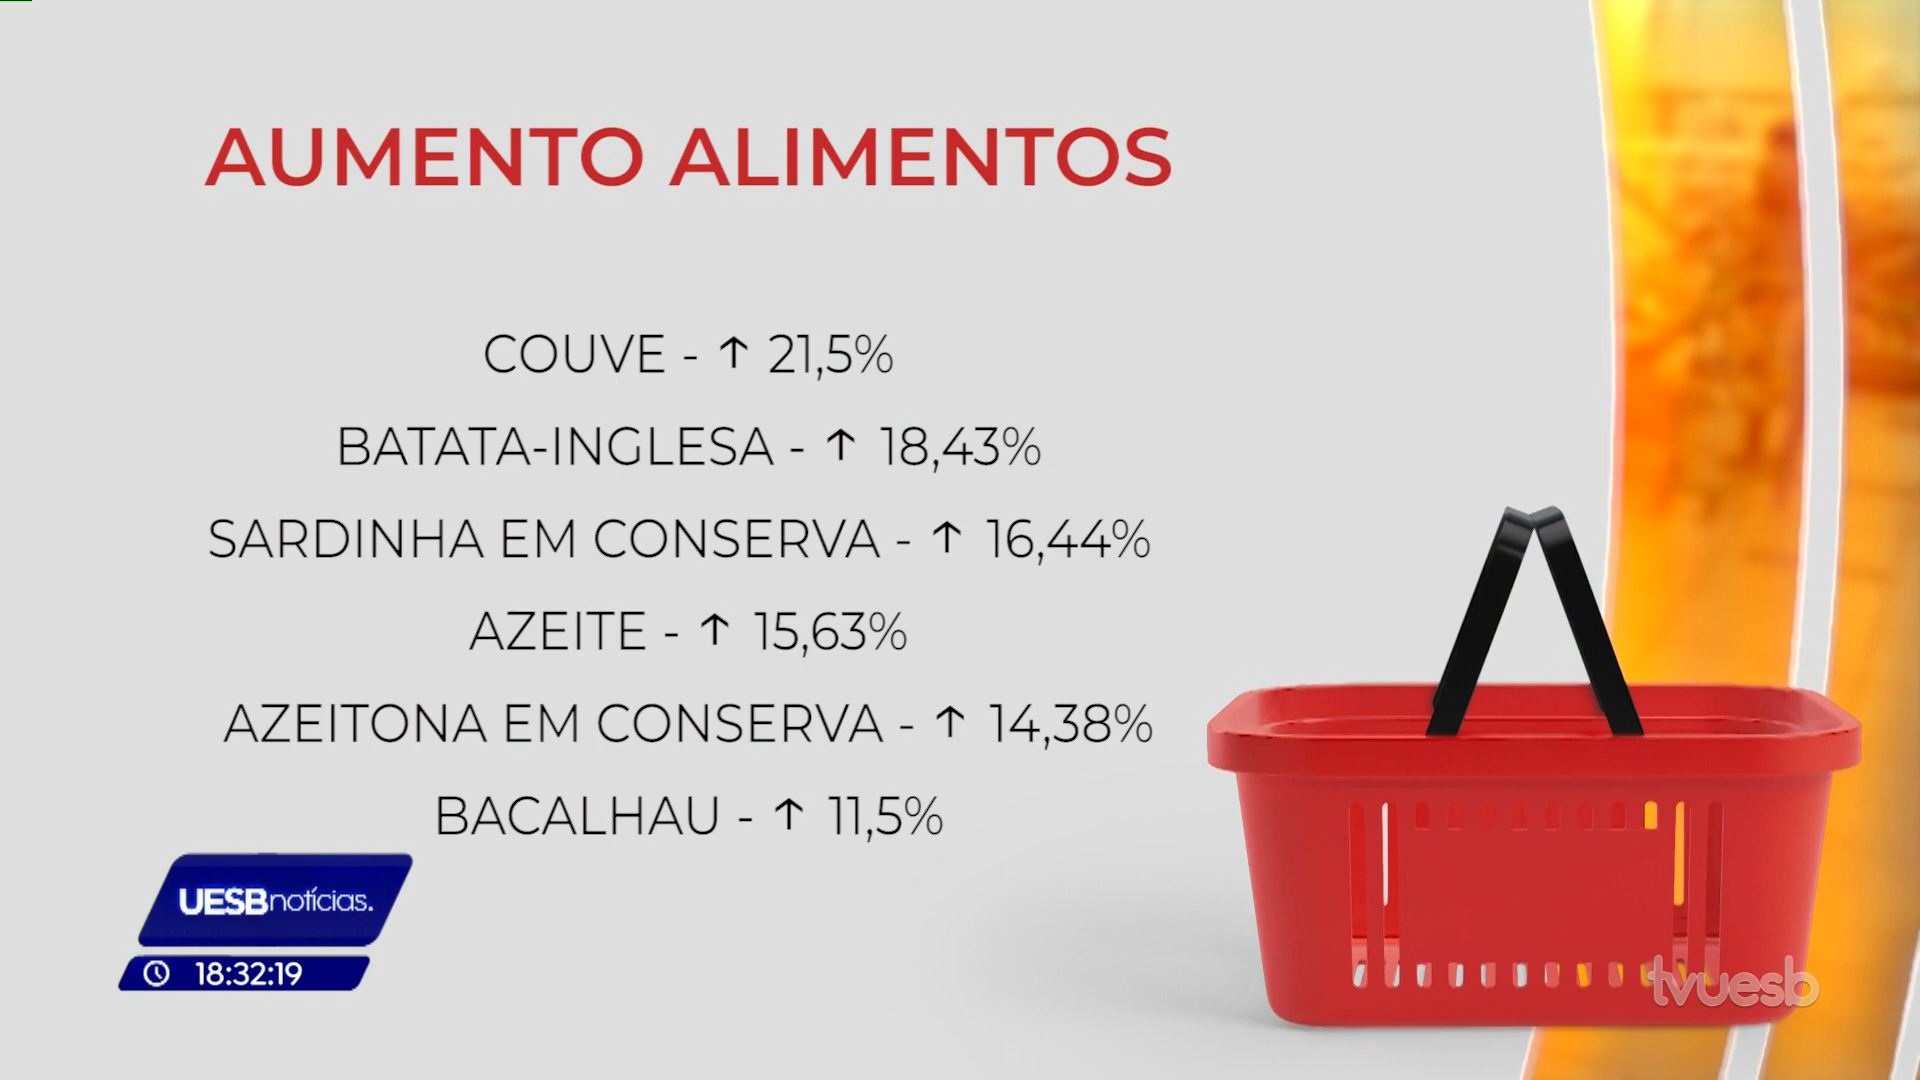 AUMENTO ALIMENTOS
COUVE - ↑ 21,5%
BATATA-INGLESA - ↑ 18,43%
SARDINHA EM CONSERVA - ↑ 16,44%
AZEITE - ↑ 15,63%
AZEITONA EM CONSERVA - ↑ 14,38%
BACALHAU - ↑ 11,5%
UESBnotícias.
18:32:19
tvuesb